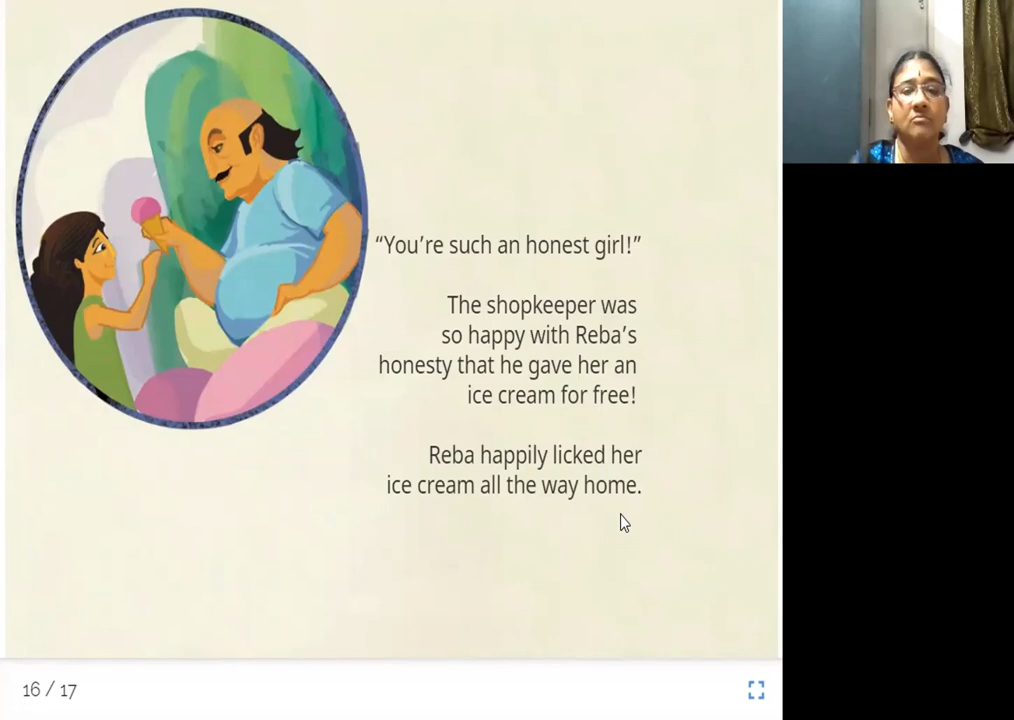 “You’re such an honest girl!”
The shopkeeper was
so happy with Reba’s
honesty that he gave her an
ice cream for free!
Reba happily licked her
ice cream all the way home.
16 / 17